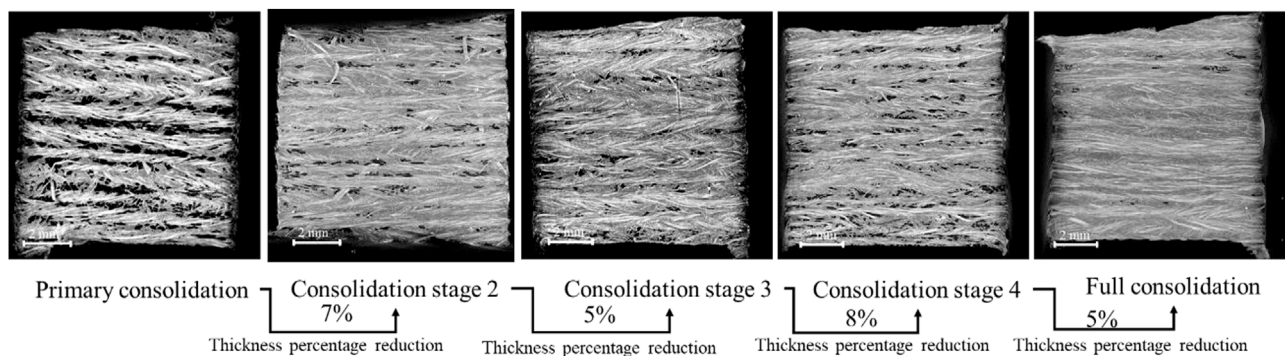 2 mm
2 mm
2 mm
2 mm
2 mm
Primary consolidation
Consolidation stage 2
Consolidation stage 3
Consolidation stage 4
Full consolidation
7%
5%
8%
5%
Thickness percentage reduction
Thickness percentage reduction
Thickness percentage reduction
Thickness percentage reduction